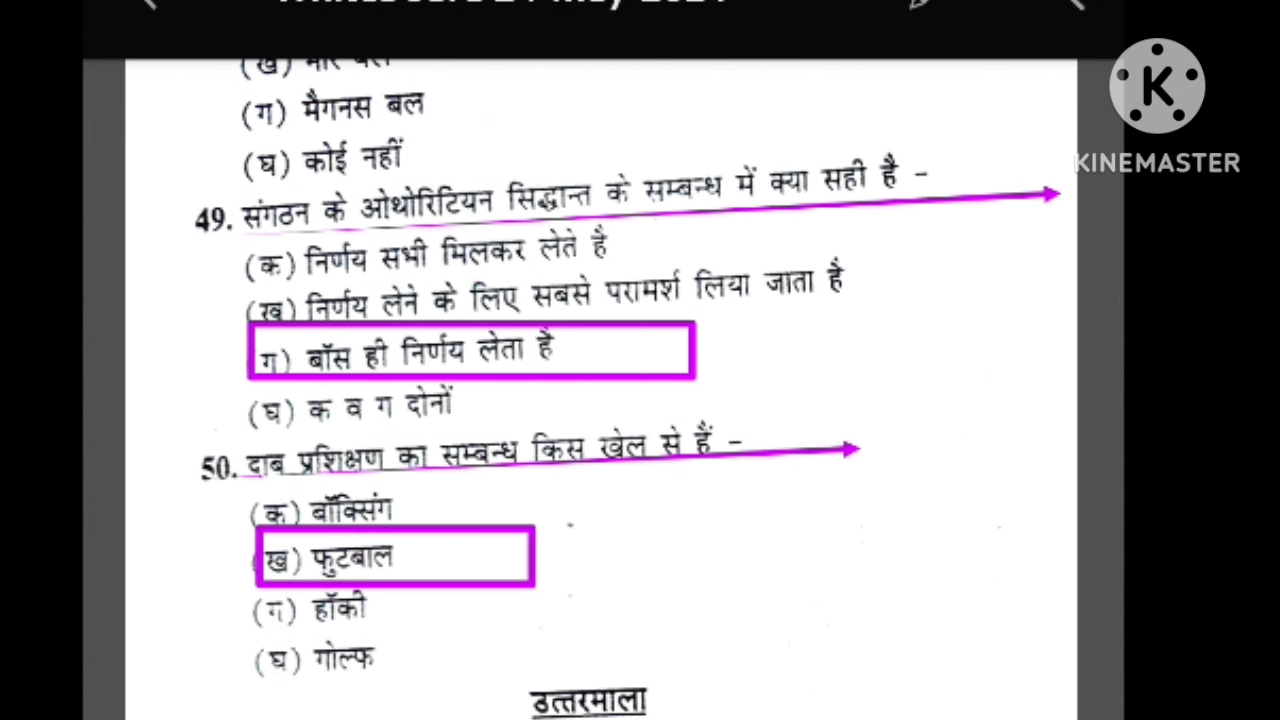 (ग) मैगनस बल
(घ) कोई नहीं
49. संगठन के ओथोरिटियन सिद्धान्त के सम्बन्ध में क्या सही है -
(क) निर्णय सभी मिलकर लेते है
(ख) निर्णय लेने के लिए सबसे परामर्श लिया जाता है
ग) बॉस ही निर्णय लेता है
(घ) क व ग दोनों
50. दाब प्रशिक्षण का सम्बन्ध किस खेल से हैं -
(क) बॉक्सिंग
ख) फुटबाल
(ग) हॉकी
(घ) गोल्फ
उत्तरमाला
K
KINEMASTER